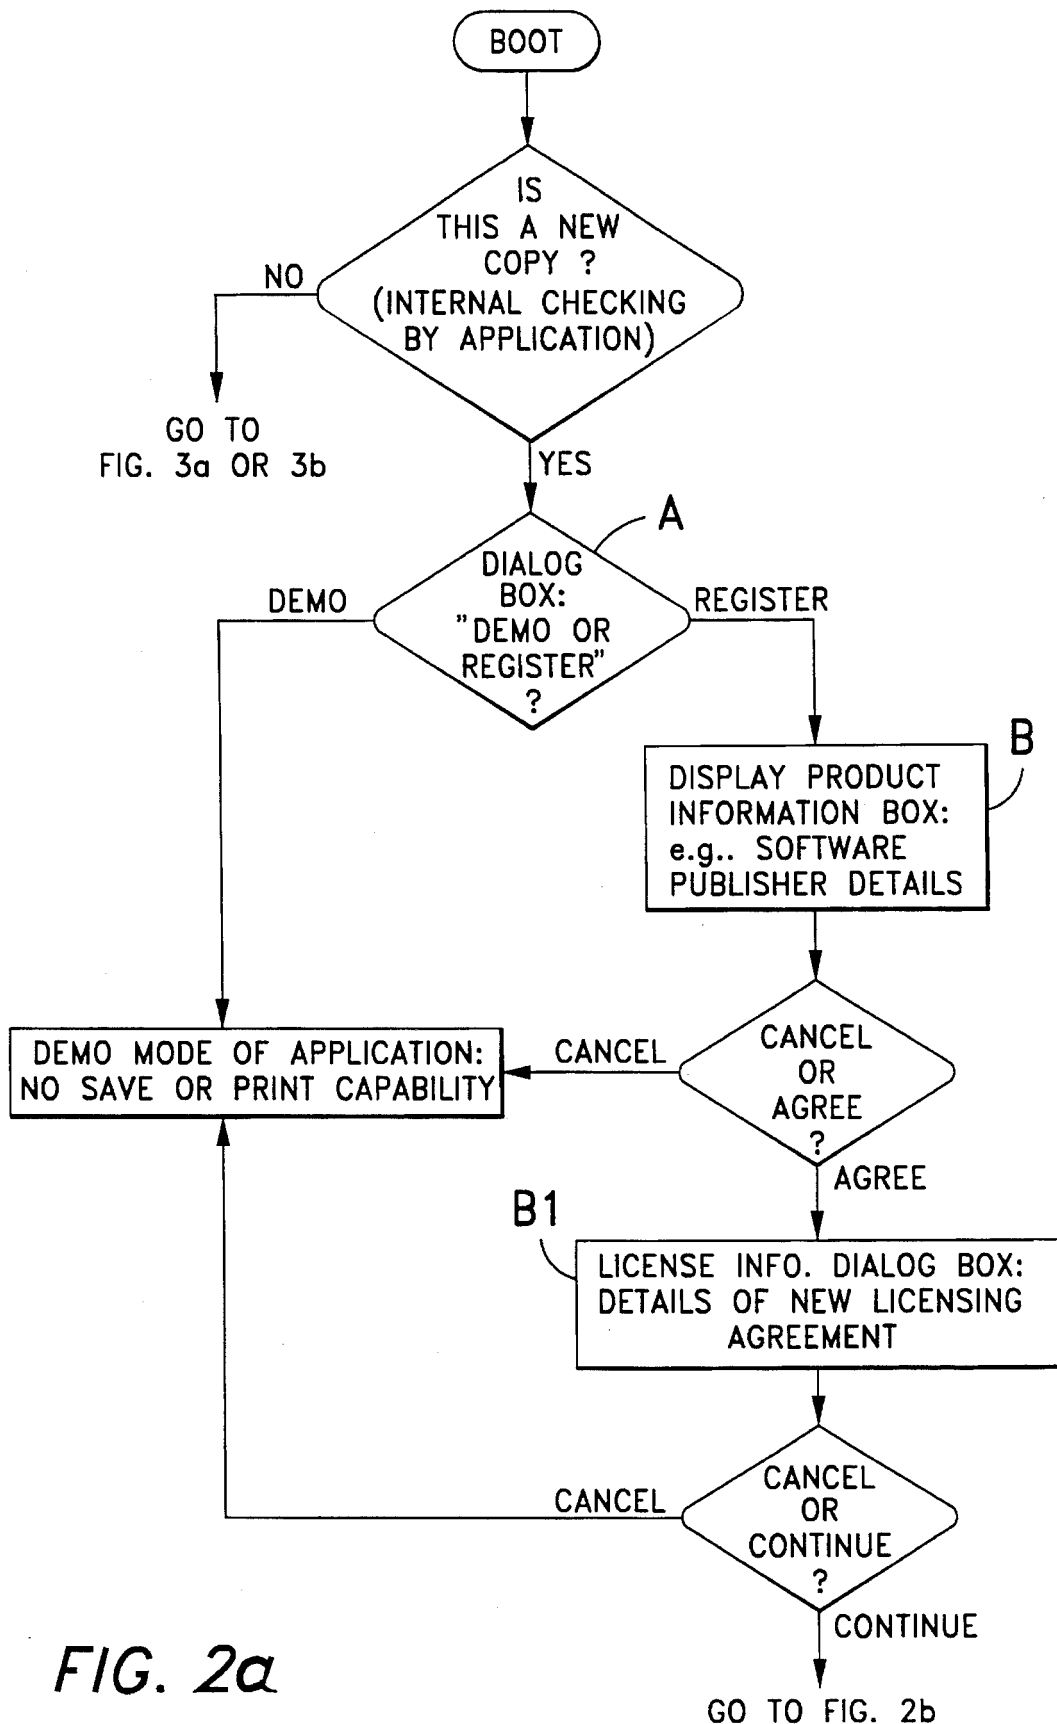 BOOT
IS
THIS A NEW
COPY ?
(INTERNAL CHECKING
BY APPLICATION)
NO
GO TO
FIG. 3a OR 3b
YES
A
DIALOG
BOX:
"DEMO OR
REGISTER"
?
DEMO
REGISTER
B
DISPLAY PRODUCT
INFORMATION BOX:
e.g.. SOFTWARE
PUBLISHER DETAILS
DEMO MODE OF APPLICATION:
NO SAVE OR PRINT CAPABILITY
CANCEL
CANCEL
OR
AGREE
?
AGREE
B1
LICENSE INFO. DIALOG BOX:
DETAILS OF NEW LICENSING
AGREEMENT
CANCEL
CANCEL
OR
CONTINUE
?
CONTINUE
GO TO FIG. 2b
FIG. 2a